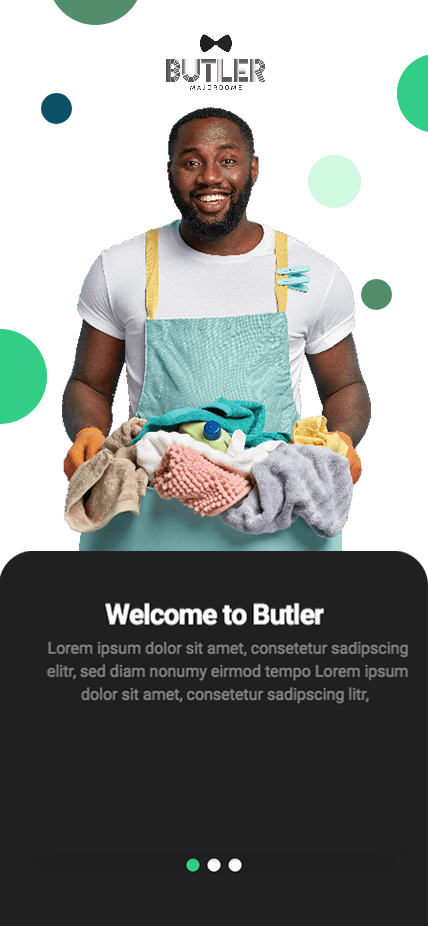 BUTLER
MAJORDOME
Welcome to Butler
Lorem ipsum dolor sit amet, consetetur sadipscing
elitr, sed diam nonumy eirmod tempo Lorem ipsum
dolor sit amet, consetetur sadipscing litr,